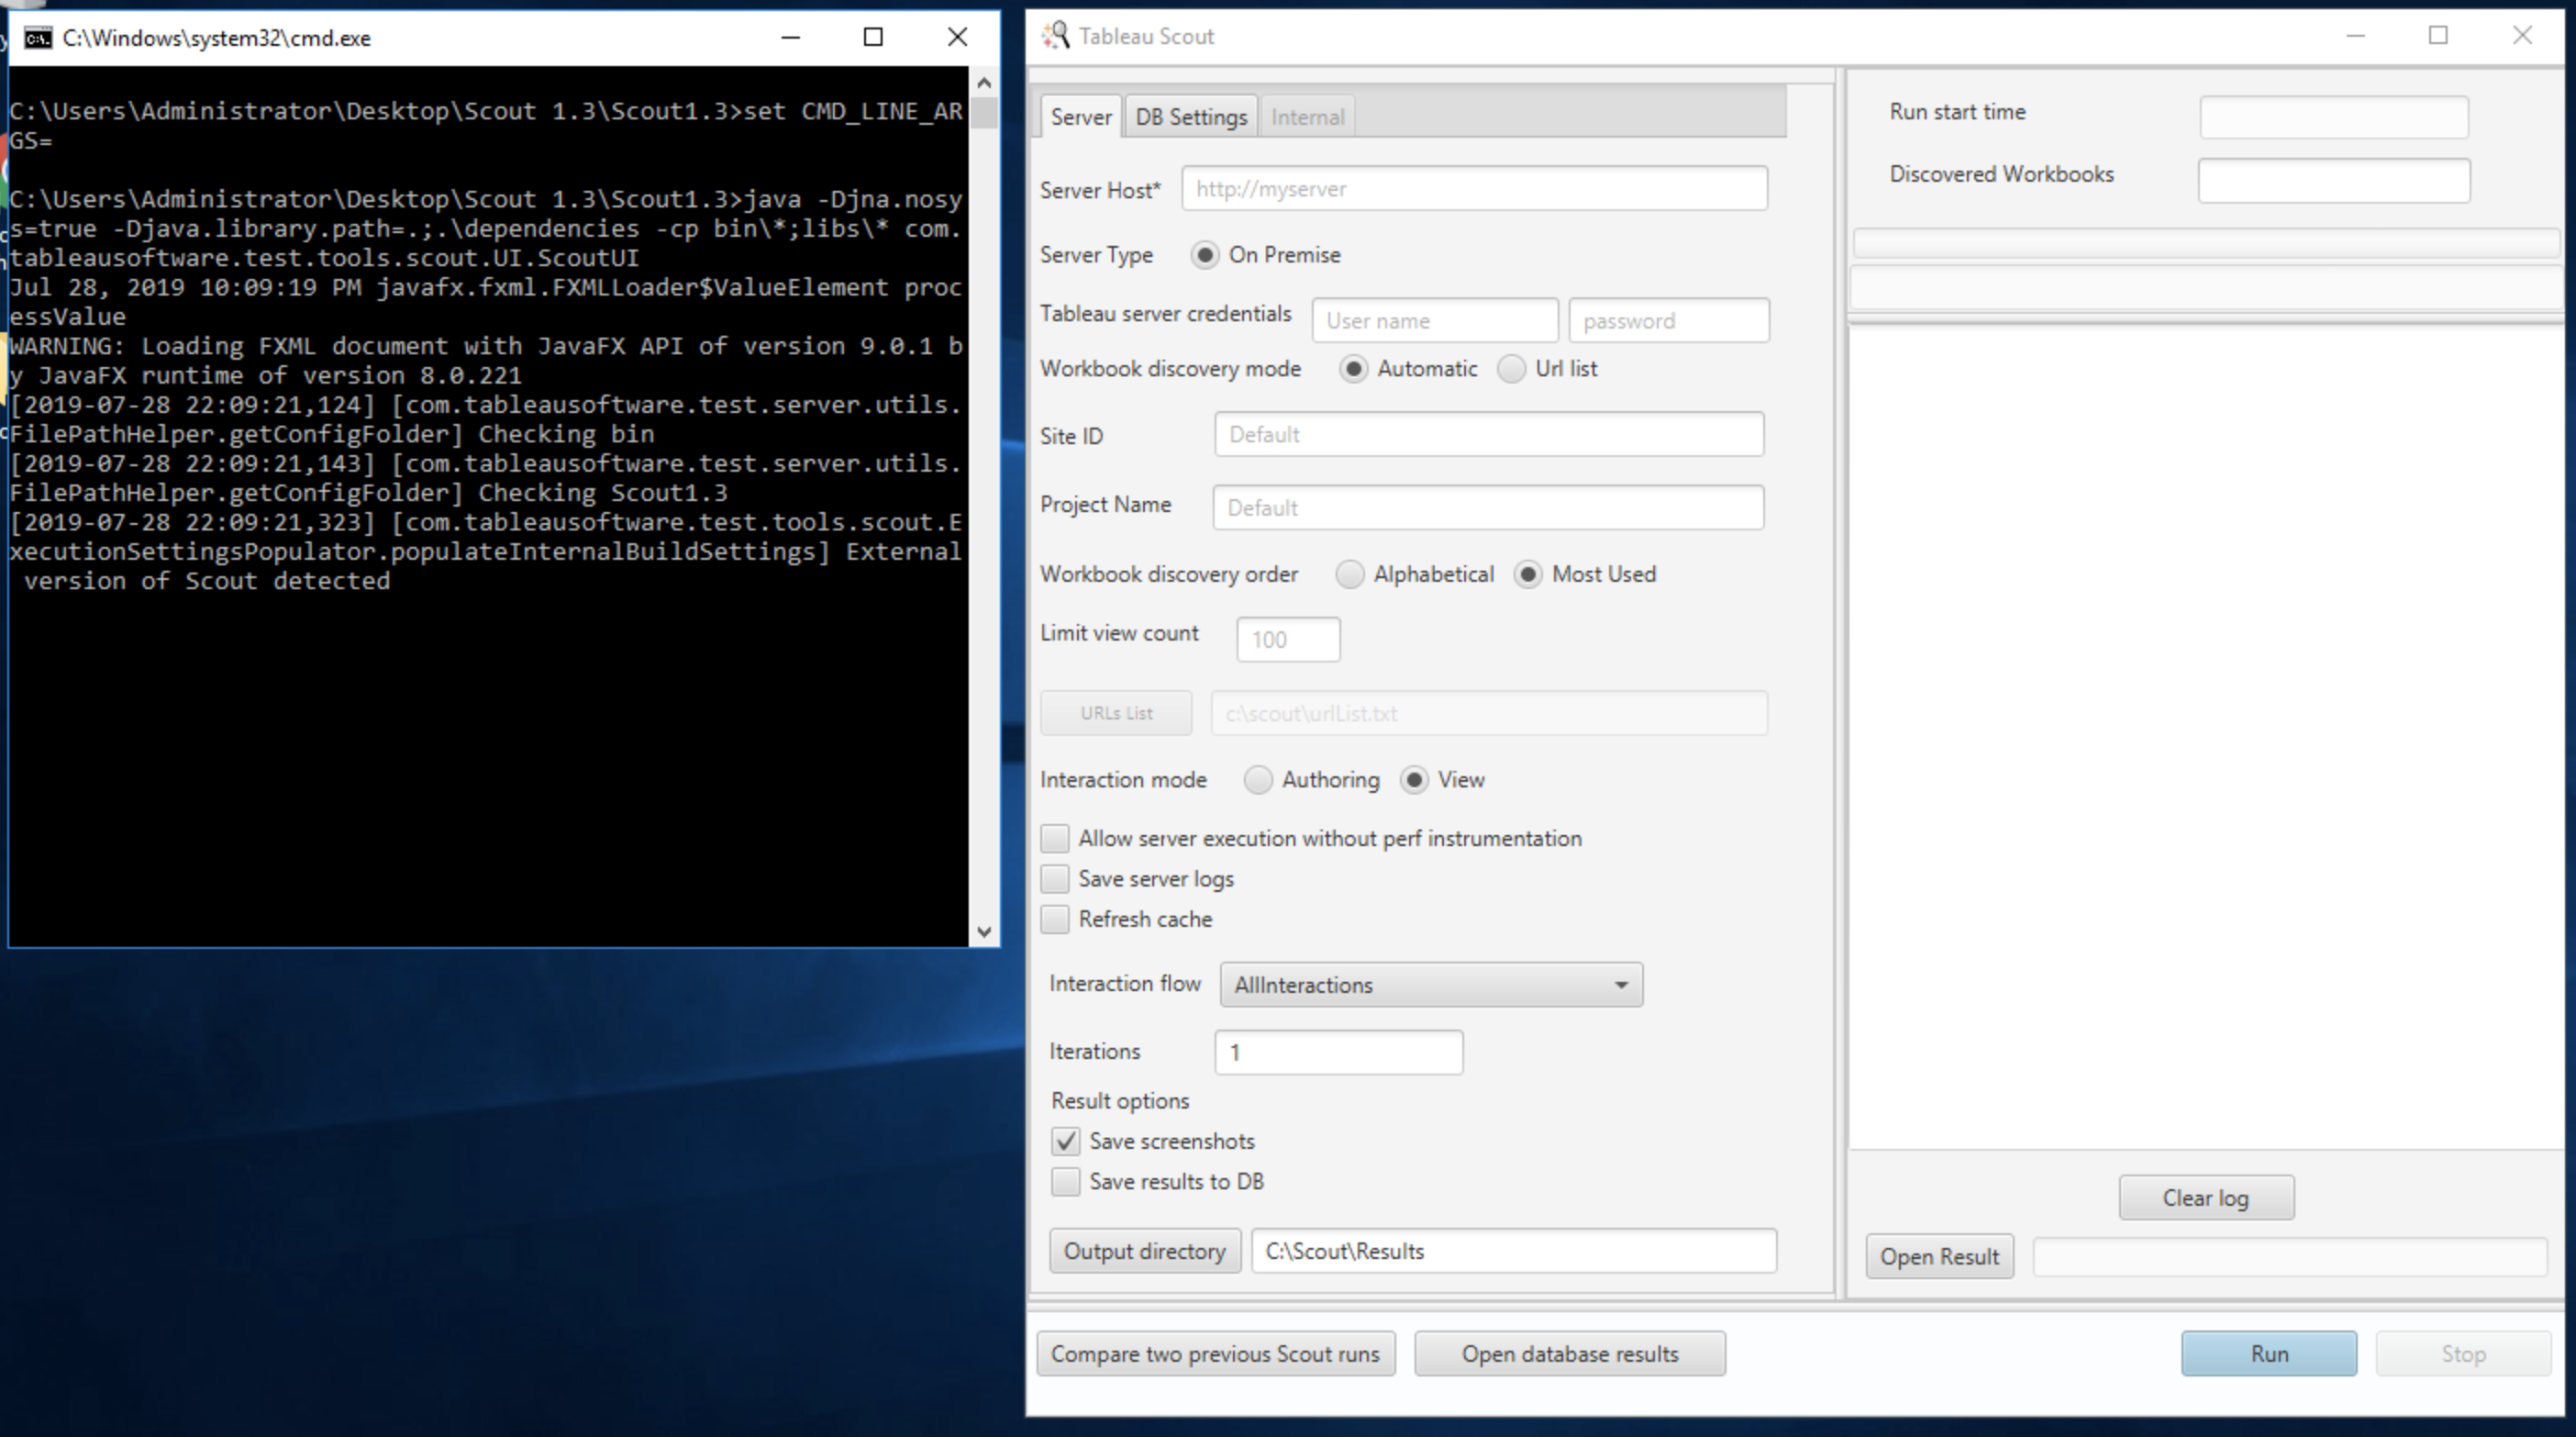 C:\Windows\system32\cmd.exe
C:\Users\Administrator\Desktop\Scout 1.3\Scout1.3>set CMD_LINE_AR
GS=
C:\Users\Administrator\Desktop\Scout 1.3\Scout1.3>java -Djna.nosy
s=true -Djava.library.path=.;.\dependencies -cp bin\*;libs\* com.
tableausoftware.test.tools.scout.UI.ScoutUI
Jul 28, 2019 10:09:19 PM javafx.fxml.FXMLLoader$ValueElement proc
essValue
WARNING: Loading FXML document with JavaFX API of version 9.0.1 b
y JavaFX runtime of version 8.0.221
[2019-07-28 22:09:21,124] [com.tableausoftware.test.server.utils.
FilePathHelper.getConfigFolder] Checking bin
[2019-07-28 22:09:21,143] [com.tableausoftware.test.server.utils.
FilePathHelper.getConfigFolder] Checking Scout1.3
[2019-07-28 22:09:21,323] [com.tableausoftware.test.tools.scout.E
xecutionSettingsPopulator.populateInternalBuildSettings] External
 version of Scout detected
Tableau Scout
Server DB Settings Internal
Server Host* http://myserver
Server Type On Premise
Tableau server credentials User name password
Workbook discovery mode Automatic Url list
Site ID Default
Project Name Default
Workbook discovery order Alphabetical Most Used
Limit view count 100
URLs List c:\scout\urlList.txt
Interaction mode Authoring View
Allow server execution without perf instrumentation
Save server logs
Refresh cache
Interaction flow AllInteractions
Iterations 1
Result options
Save screenshots
Save results to DB
Output directory C:\Scout\Results
Run start time
Discovered Workbooks
Clear log
Open Result
Compare two previous Scout runs Open database results Run Stop